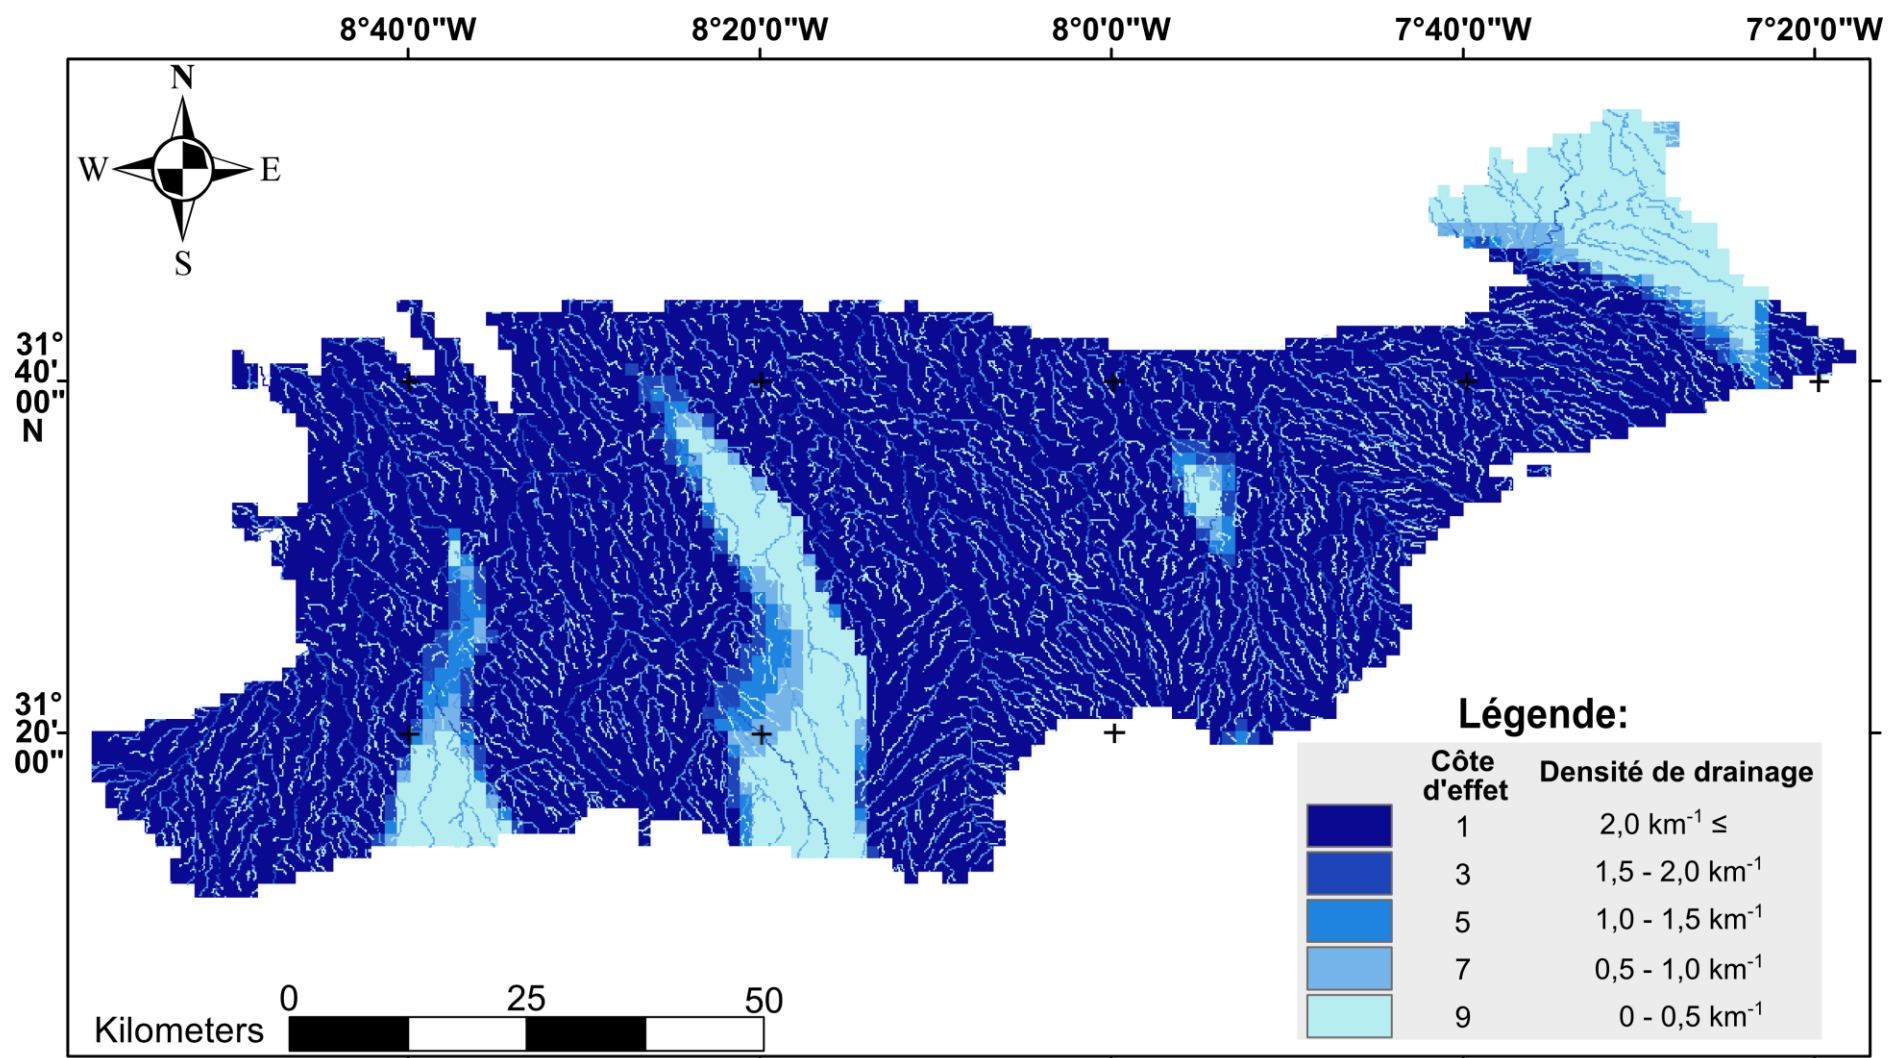 8°40'0"W 8°20'0"W 8°0'0"W 7°40'0"W 7°20'0"W
N
W E
S
31°
40'
00"
N
31°
20'
00"
Légende:
Côte
d'effet
Densité de drainage
1 2,0 km⁻¹ ≤
3 1,5 - 2,0 km⁻¹
5 1,0 - 1,5 km⁻¹
7 0,5 - 1,0 km⁻¹
9 0 - 0,5 km⁻¹
0 25 50
Kilometers